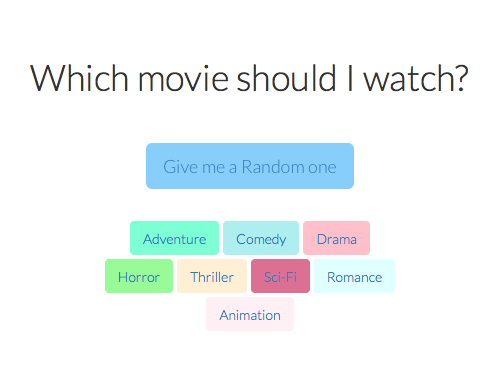 Which movie should I watch?
Give me a Random one
Adventure Comedy Drama
Horror Thriller Sci-Fi Romance
Animation